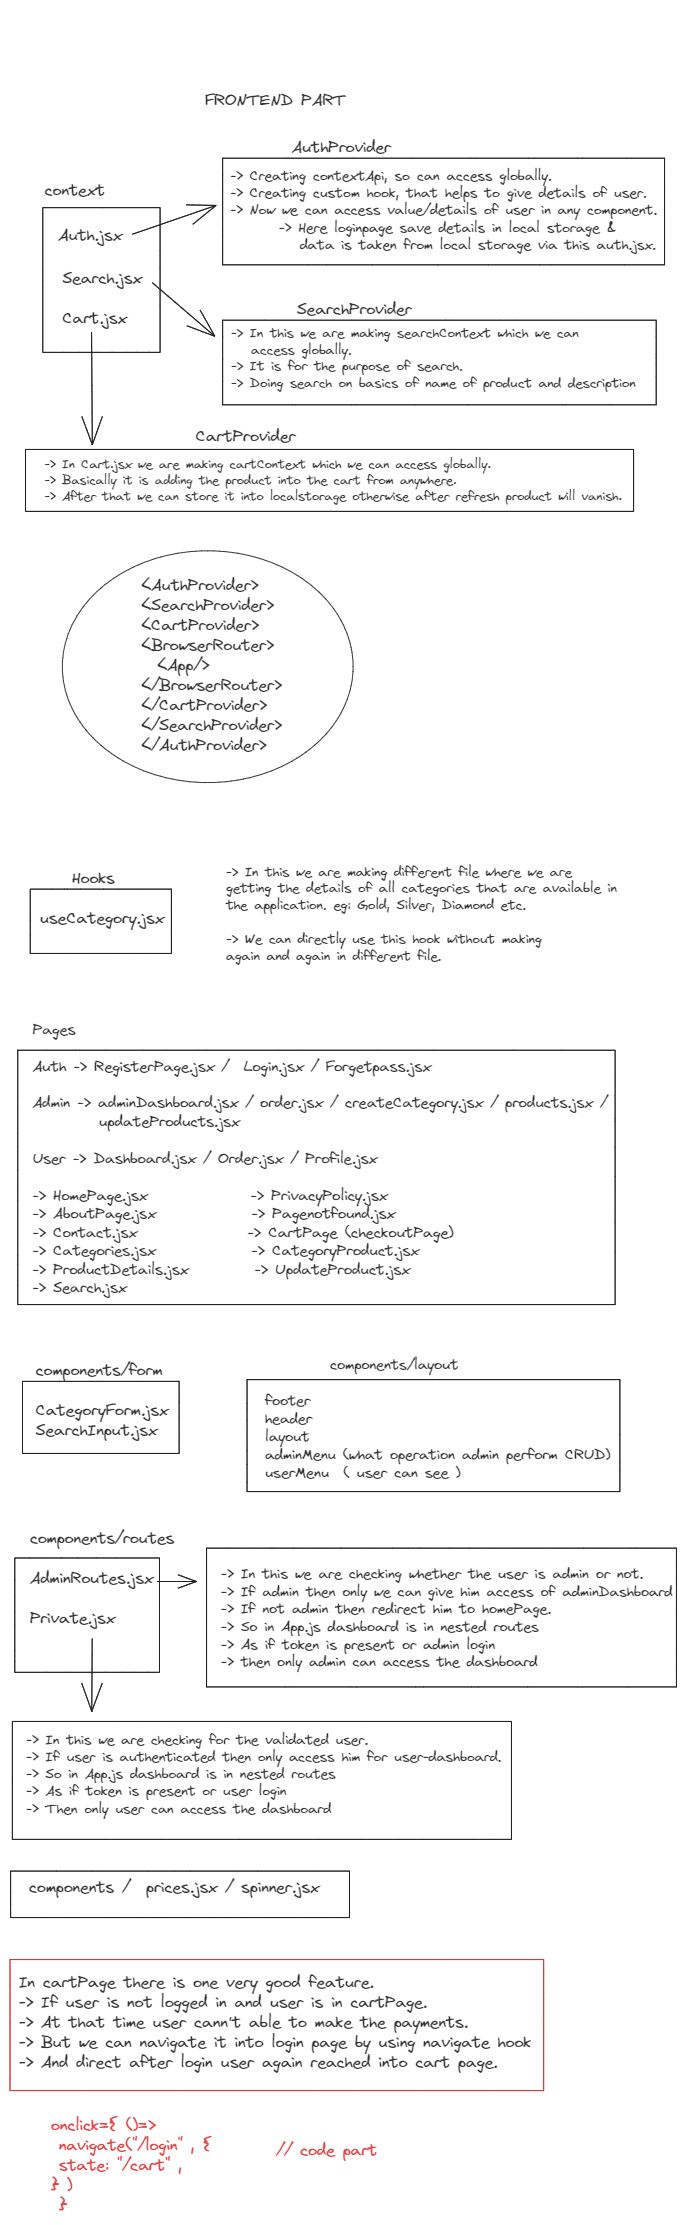 FRONTEND PART
AuthProvider
-> Creating contextApi, so can access globally.
-> Creating custom hook, that helps to give details of user.
-> Now we can access value/details of user in any component.
-> Here loginpage save details in local storage &
data is taken from local storage via this auth.jsx.
context
Auth.jsx
Search.jsx
Cart.jsx
SearchProvider
-> In this we are making searchContext which we can
access globally.
-> It is for the purpose of search.
-> Doing search on basics of name of product and description
CartProvider
-> In Cart.jsx we are making cartContext which we can access globally.
-> Basically it is adding the product into the cart from anywhere.
-> After that we can store it into localstorage otherwise after refresh product will vanish.
<AuthProvider>
<SearchProvider>
<CartProvider>
<BrowserRouter>
<App/>
</BrowserRouter>
</CartProvider>
</SearchProvider>
</AuthProvider>
Hooks
useCategory.jsx
-> In this we are making different file where we are
getting the details of all categories that are available in
the application. eg: Gold, Silver, Diamond etc.
-> We can directly use this hook without making
again and again in different file.
Pages
Auth -> RegisterPage.jsx / Login.jsx / Forgetpass.jsx
Admin -> adminDashboard.jsx / order.jsx / createCategory.jsx / products.jsx /
updateProducts.jsx
User -> Dashboard.jsx / Order.jsx / Profile.jsx
-> HomePage.jsx -> PrivacyPolicy.jsx
-> AboutPage.jsx -> Pagenotfound.jsx
-> Contact.jsx -> CartPage (checkoutPage)
-> Categories.jsx -> CategoryProduct.jsx
-> ProductDetails.jsx -> UpdateProduct.jsx
-> Search.jsx
components/form
CategoryForm.jsx
SearchInput.jsx
components/layout
footer
header
layout
adminMenu (what operation admin perform CRUD)
userMenu ( user can see )
components/routes
AdminRoutes.jsx
Private.jsx
-> In this we are checking whether the user is admin or not.
-> If admin then only we can give him access of adminDashboard
-> If not admin then redirect him to homePage.
-> So in App.js dashboard is in nested routes
-> As if token is present or admin login
-> then only admin can access the dashboard
-> In this we are checking for the validated user.
-> If user is authenticated then only access him for user-dashboard.
-> So in App.js dashboard is in nested routes
-> As if token is present or user login
-> Then only user can access the dashboard
components / prices.jsx / spinner.jsx
In cartPage there is one very good feature.
-> If user is not logged in and user is in cartPage.
-> At that time user cann't able to make the payments.
-> But we can navigate it into login page by using navigate hook
-> And direct after login user again reached into cart page.
onclick={ ()=>
navigate("/login" , {
state: "/cart" ,
} )
}
// code part